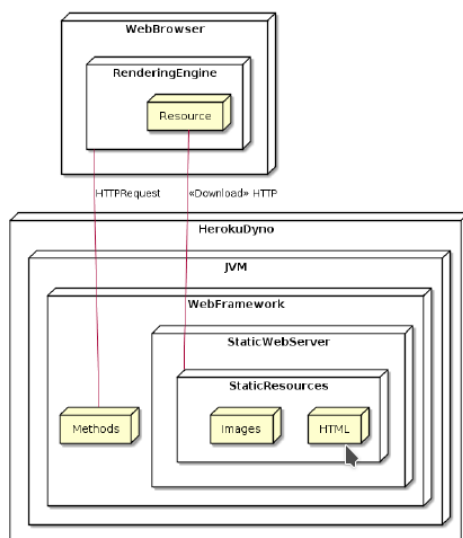 WebBrowser
RenderingEngine
Resource
HTTPRequest
«Download» HTTP
HerokuDyno
JVM
WebFramework
StaticWebServer
StaticResources
Methods
Images
HTML